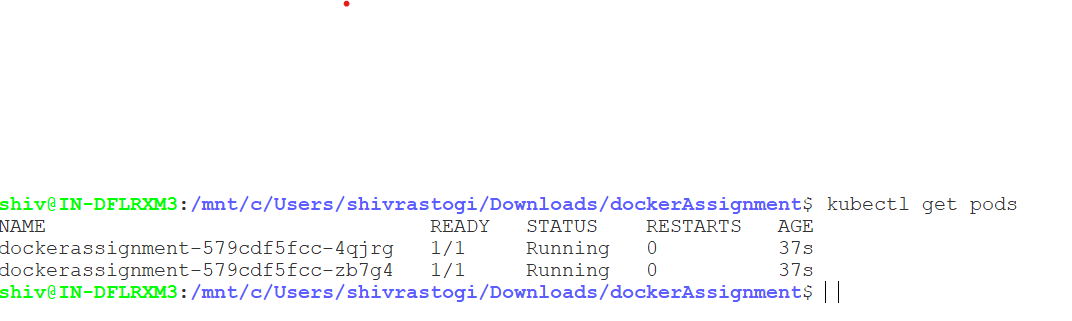 shiv@IN-DFLRXM3:/mnt/c/Users/shivrastogi/Downloads/dockerAssignment$ kubectl get pods
NAME READY STATUS RESTARTS AGE
dockerassignment-579cdf5fcc-4qjrg 1/1 Running 0 37s
dockerassignment-579cdf5fcc-zb7g4 1/1 Running 0 37s
shiv@IN-DFLRXM3:/mnt/c/Users/shivrastogi/Downloads/dockerAssignment$